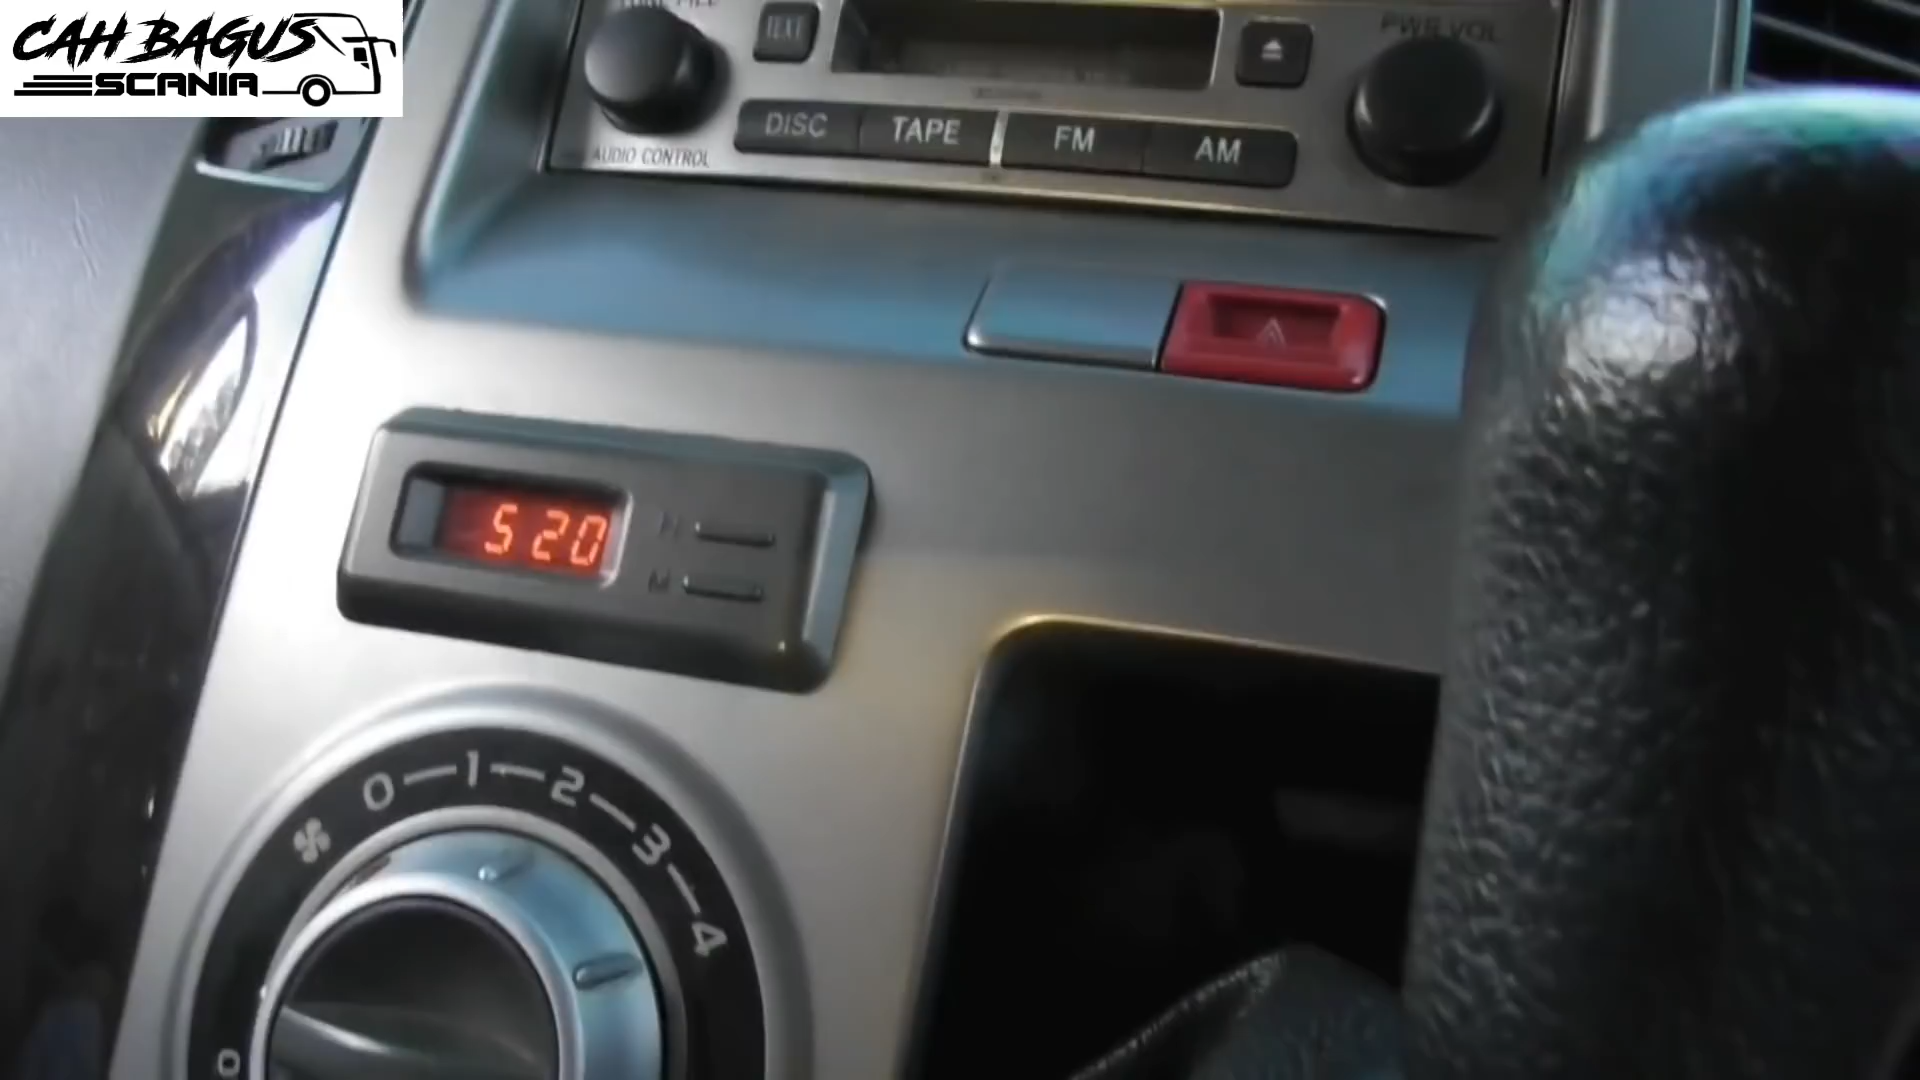 CAH BAGUS
SCANIA
TEXT
PWR VOL
DISC
TAPE
FM
AM
AUDIO CONTROL
5 20
H
M
0 1 2 3 4
0